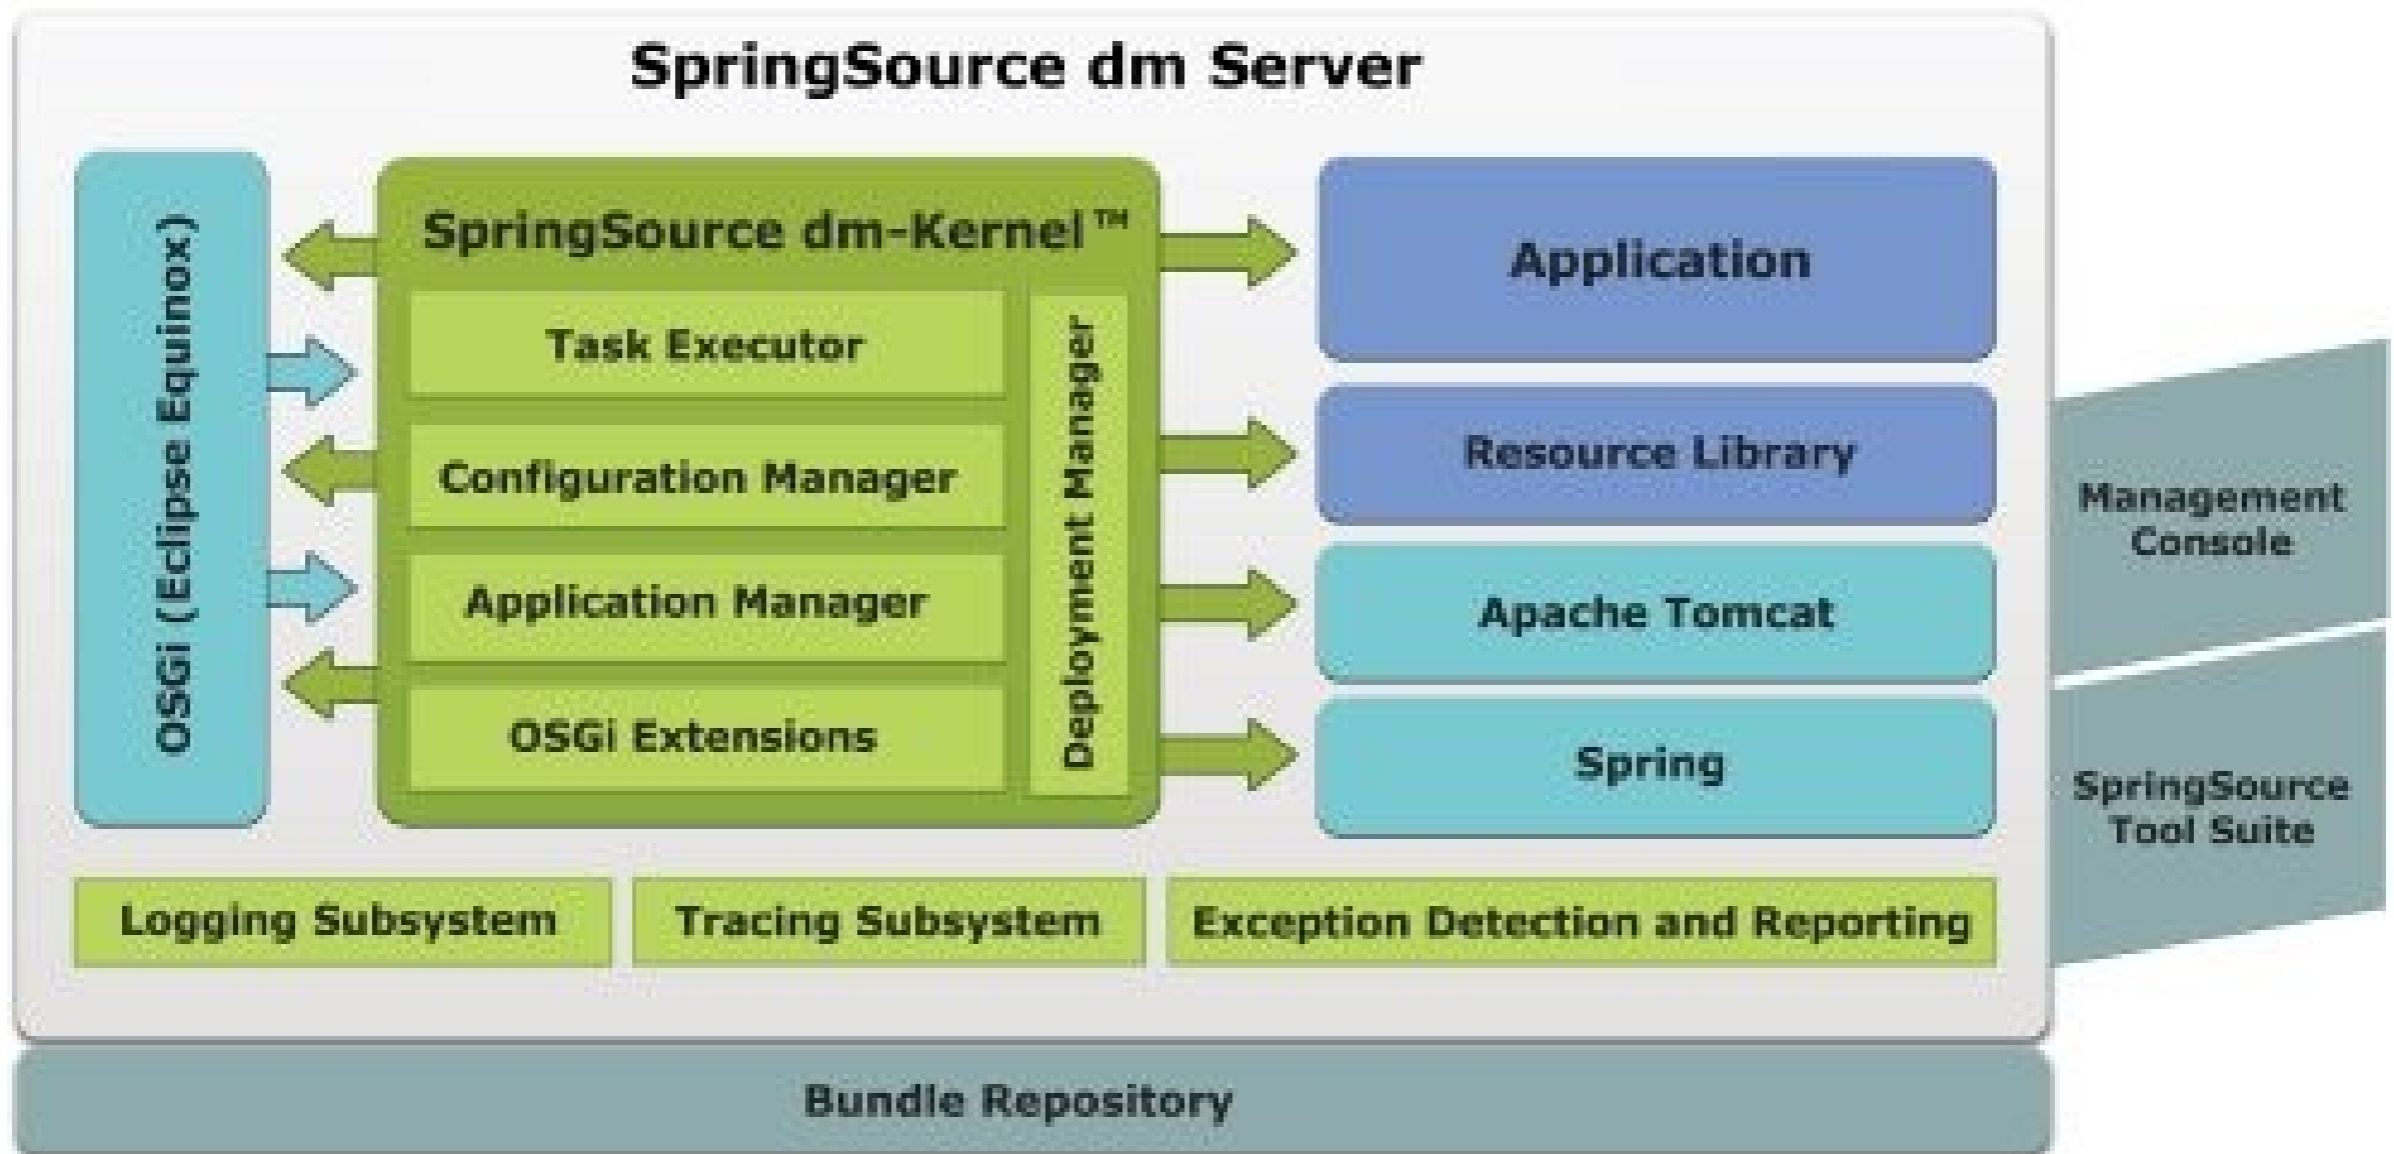 SpringSource dm Server
OSGi (Eclipse Equinox)
SpringSource dm-Kernel™
Task Executor
Configuration Manager
Application Manager
OSGi Extensions
Deployment Manager
Application
Resource Library
Apache Tomcat
Spring
Management
Console
SpringSource
Tool Suite
Logging Subsystem
Tracing Subsystem
Exception Detection and Reporting
Bundle Repository